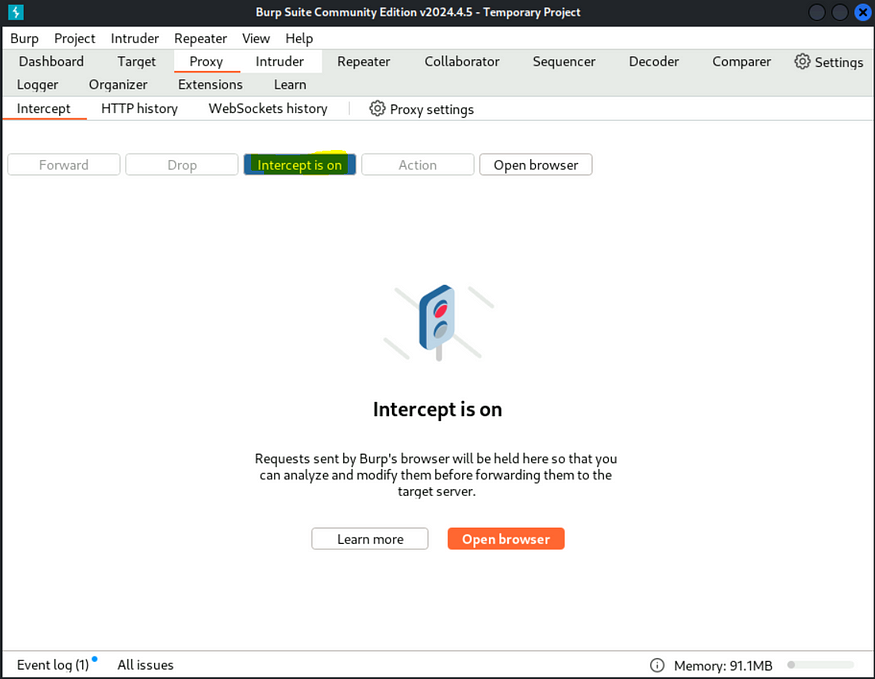 Burp Suite Community Edition v2024.4.5 - Temporary Project
Burp Project Intruder Repeater View Help
Dashboard Target Proxy Intruder Repeater Collaborator Sequencer Decoder Comparer Settings
Logger Organizer Extensions Learn
Intercept HTTP history WebSockets history Proxy settings
Forward Drop Intercept is on Action Open browser
Intercept is on
Requests sent by Burp's browser will be held here so that you
can analyze and modify them before forwarding them to the
target server.
Learn more Open browser
Event log (1) All issues Memory: 91.1MB